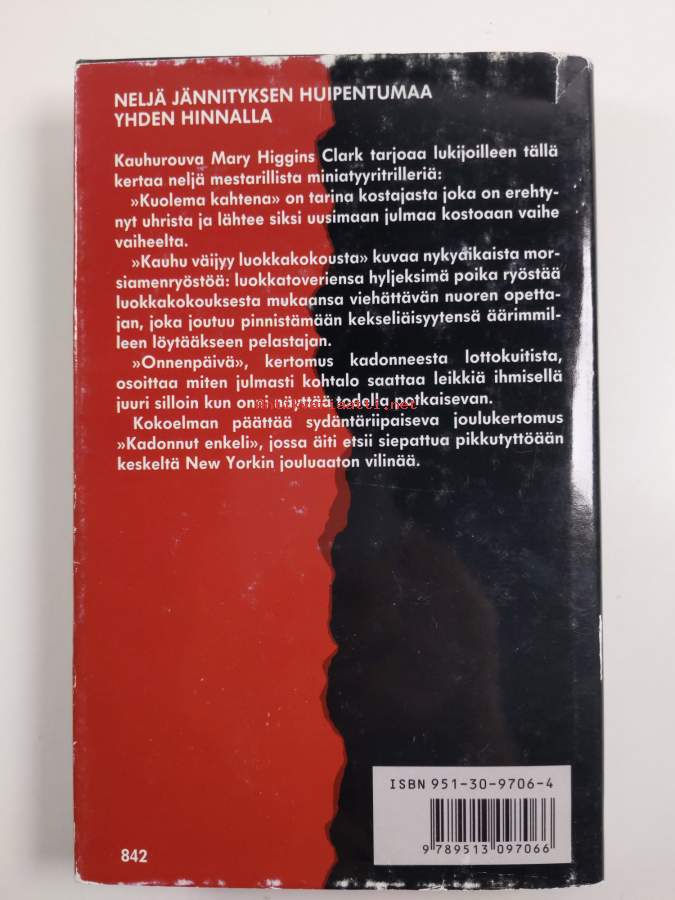 NELJÄ JÄNNITYKSEN HUIPENTUMAA
YHDEN HINNALLA
Kauhurouva Mary Higgins Clark tarjoaa lukijoilleen tällä
kertaa neljä mestarillista miniatyyritrilleriä:
»Kuolema kahtena» on tarina kostajasta joka on erehty-
nyt uhrista ja lähtee siksi uusimaan julmaa kostoaan vaihe
vaiheelta.
»Kauhu väijyy luokkakokousta» kuvaa nykyaikaista mor-
siamenryöstöä: luokkatoveriensa hyljeksimä poika ryöstää
luokkakokouksesta mukaansa viehättävän nuoren opetta-
jan, joka joutuu pinnistämään kekseliäisyytensä äärimmil-
leen löytääkseen pelastajan.
»Onnenpäivä», kertomus kadonneesta lottokuitista,
osoittaa miten julmasti kohtalo saattaa leikkiä ihmisellä
juuri silloin kun onni näyttää todella potkaisevan.
antikvariaatti.net
Kokoelman päättää sydäntäriipaiseva joulukertomus
»Kadonnut enkeli», jossa äiti etsii siepattua pikkutyttöään
keskeltä New Yorkin jouluaaton vilinää.
ISBN 951-30-9706-4
9 789513 097066
842